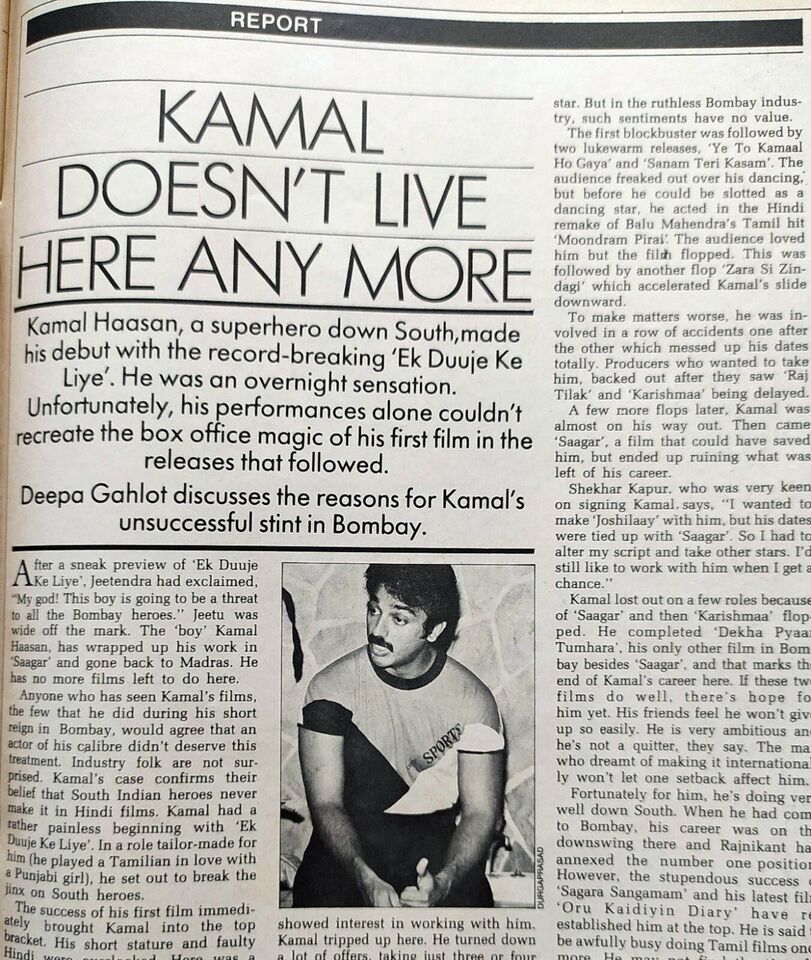 REPORT
KAMAL
DOESN'T LIVE
HERE ANY MORE
Kamal Haasan, a superhero down South,made
his debut with the record-breaking 'Ek Duuje Ke
Liye'. He was an overnight sensation.
Unfortunately, his performances alone couldn't
recreate the box office magic of his first film in the
releases that followed.
Deepa Gahlot discusses the reasons for Kamal's
unsuccessful stint in Bombay.
After a sneak preview of 'Ek Duuje
Ke Liye', Jeetendra had exclaimed,
"My god! This boy is going to be a threat
to all the Bombay heroes." Jeetu was
wide off the mark. The 'boy' Kamal
Haasan, has wrapped up his work in
'Saagar' and gone back to Madras. He
has no more films left to do here.
Anyone who has seen Kamal's films,
the few that he did during his short
reign in Bombay, would agree that an
actor of his calibre didn't deserve this
treatment. Industry folk are not sur-
prised. Kamal's case confirms their
belief that South Indian heroes never
make it in Hindi films. Kamal had a
rather painless beginning with 'Ek
Duuje Ke Liye'. In a role tailor-made for
him (he played a Tamilian in love with
a Punjabi girl), he set out to break the
jinx on South heroes.
The success of his first film immedi-
ately brought Kamal into the top
bracket. His short stature and faulty
Hindi were overlooked. Here was a
SPORTS
DURGAPRASAD
showed interest in working with him.
Kamal tripped up here. He turned down
a lot of offers, taking just three or four
star. But in the ruthless Bombay indus-
try, such sentiments have no value.
The first blockbuster was followed by
two lukewarm releases, 'Ye To Kamaal
Ho Gaya' and 'Sanam Teri Kasam'. The
audience freaked out over his dancing,
but before he could be slotted as a
dancing star, he acted in the Hindi
remake of Balu Mahendra's Tamil hit
'Moondram Pirai'. The audience loved
him but the film flopped. This was
followed by another flop 'Zara Si Zin-
dagi' which accelerated Kamal's slide
downward.
To make matters worse, he was in-
volved in a row of accidents one after
the other which messed up his dates
totally. Producers who wanted to take
him, backed out after they saw 'Raj
Tilak' and 'Karishmaa' being delayed.
A few more flops later, Kamal was
almost on his way out. Then came
'Saagar', a film that could have saved
him, but ended up ruining what was
left of his career.
Shekhar Kapur, who was very keen
on signing Kamal, says, "I wanted to
make 'Joshilaay' with him, but his dates
were tied up with 'Saagar'. So I had to
alter my script and take other stars. I'd
still like to work with him when I get a
chance."
Kamal lost out on a few roles because
of 'Saagar' and then 'Karishmaa' flop-
ped. He completed 'Dekha Pyaar
Tumhara', his only other film in Bom-
bay besides 'Saagar', and that marks th
end of Kamal's career here. If these tw
films do well, there's hope fo
him yet. His friends feel he won't giv
up so easily. He is very ambitious an
he's not a quitter, they say. The ma
who dreamt of making it internationa
ly won't let one setback affect him.
Fortunately for him, he's doing ver
well down South. When he had com
to Bombay, his career was on th
downswing there and Rajnikant ha
annexed the number one position
However, the stupendous success o
'Sagara Sangamam' and his latest fil
'Oru Kaidiyin Diary' have re
established him at the top. He is said
be awfully busy doing Tamil films on
more. He may not